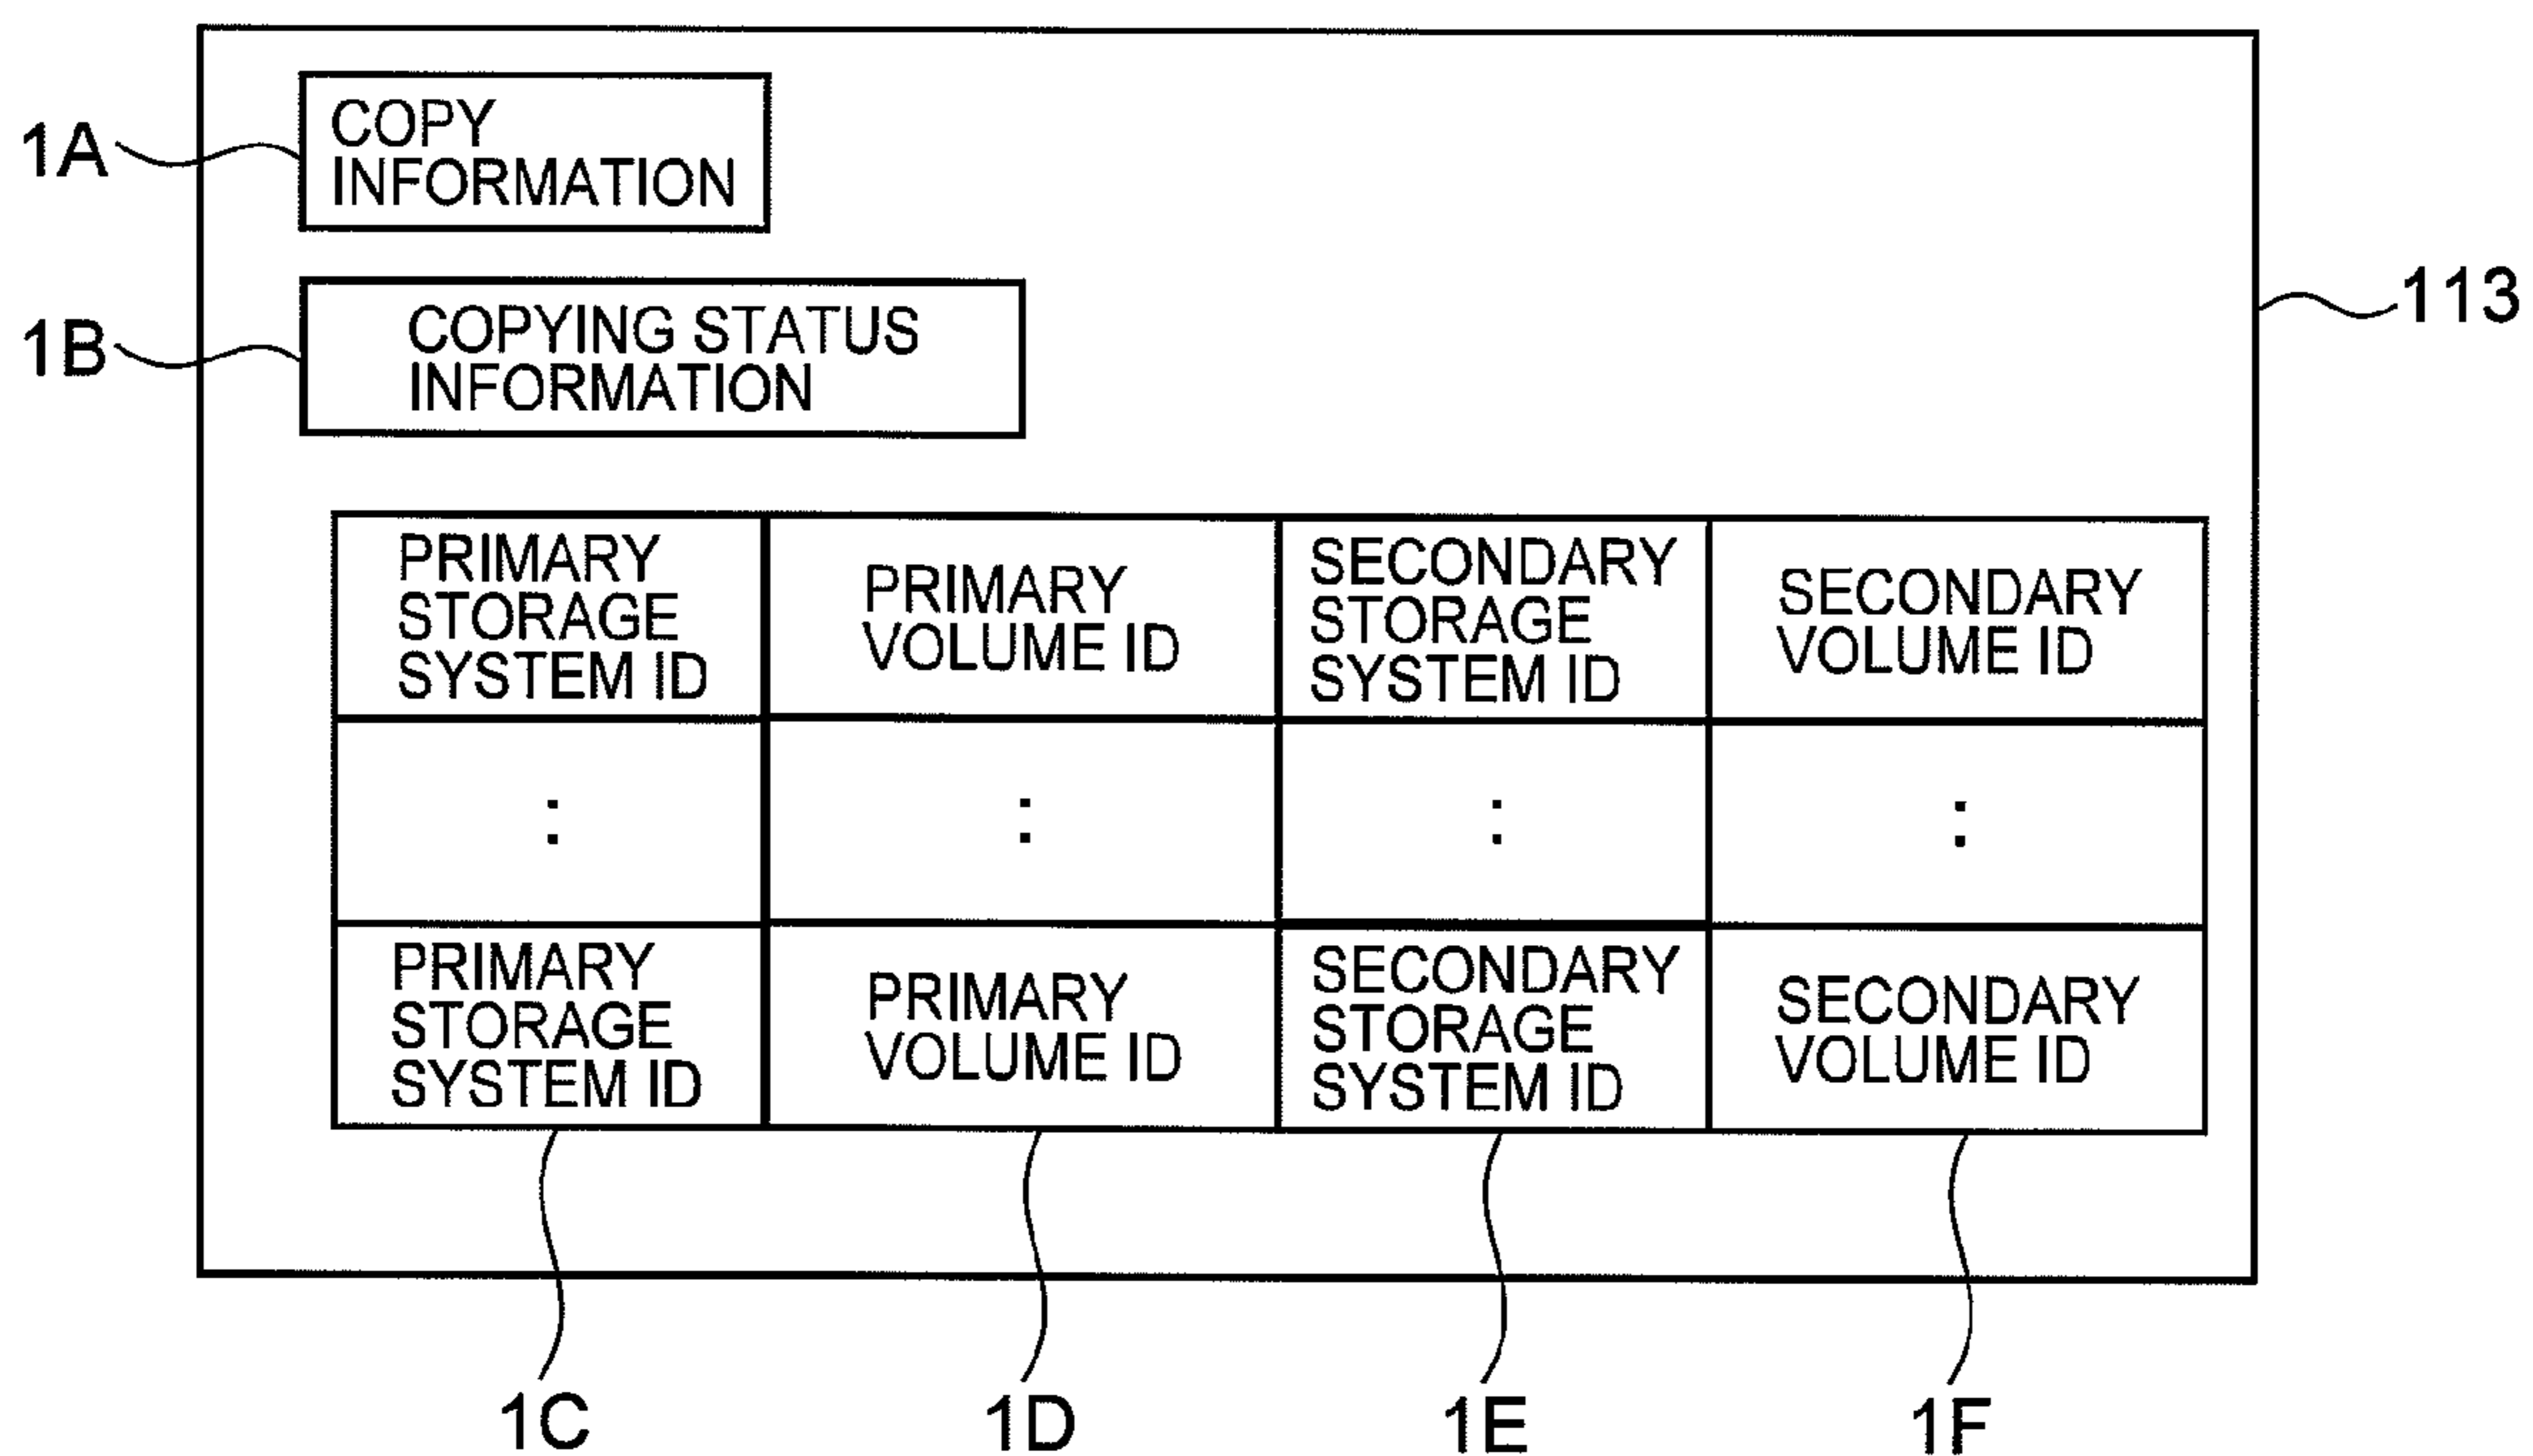 1A
COPY
INFORMATION
1B
COPYING STATUS
INFORMATION
113
PRIMARY
STORAGE
SYSTEM ID
PRIMARY
VOLUME ID
SECONDARY
STORAGE
SYSTEM ID
SECONDARY
VOLUME ID
:
:
:
:
PRIMARY
STORAGE
SYSTEM ID
PRIMARY
VOLUME ID
SECONDARY
STORAGE
SYSTEM ID
SECONDARY
VOLUME ID
1C
1D
1E
1F